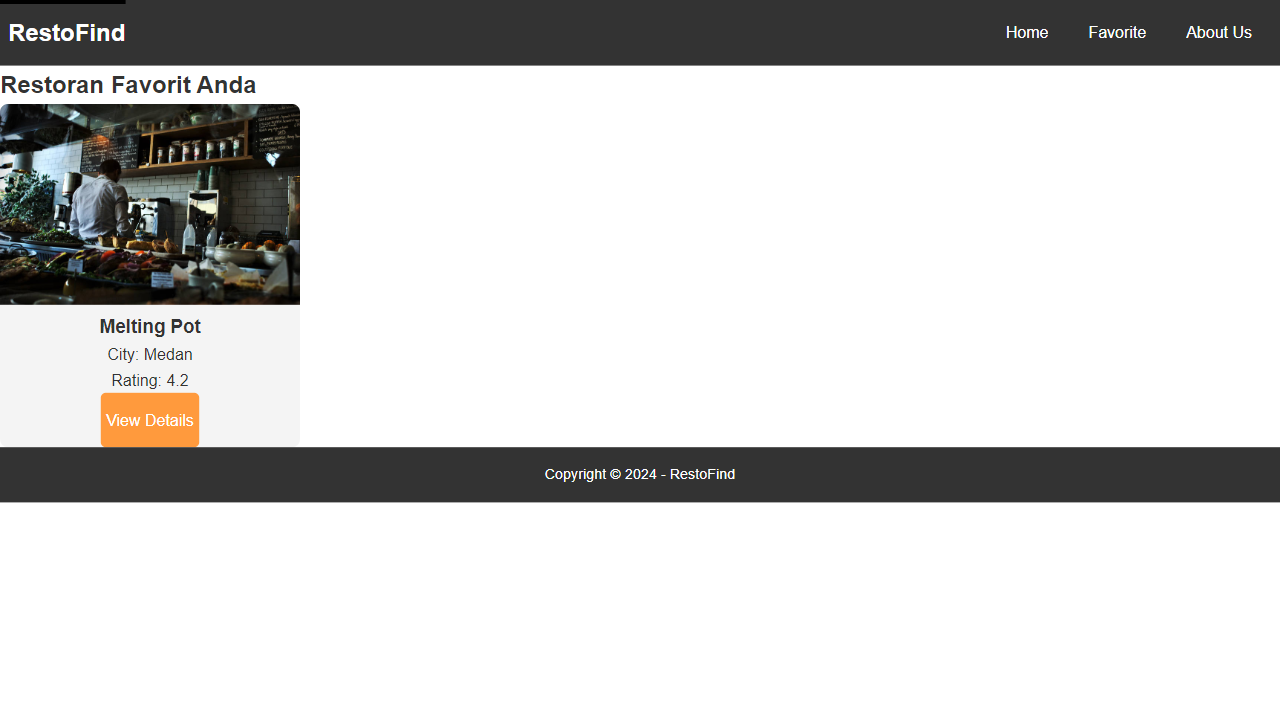 RestoFind
Home Favorite About Us
Restoran Favorit Anda
Melting Pot
City: Medan
Rating: 4.2
View Details
Copyright © 2024 - RestoFind